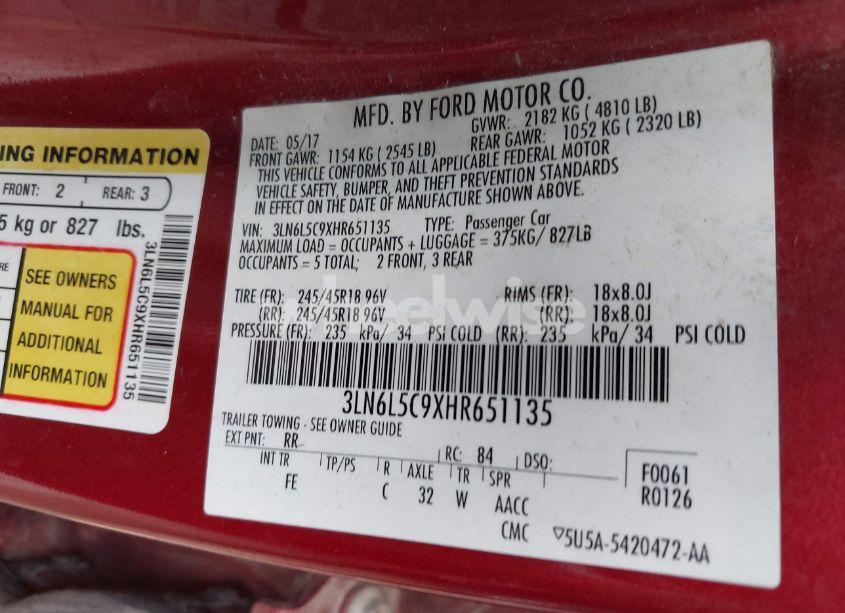 ING INFORMATION
FRONT: 2 REAR: 3
5 kg or 827 lbs.
RE
SEE OWNERS
MANUAL FOR
ADDITIONAL
INFORMATION
3LN6L5C9XHR651135
MFD. BY FORD MOTOR CO.
DATE: 05/17 GVWR: 2182 KG ( 4810 LB)
FRONT GAWR: 1154 KG ( 2545 LB) REAR GAWR: 1052 KG ( 2320 LB)
THIS VEHICLE CONFORMS TO ALL APPLICABLE FEDERAL MOTOR
VEHICLE SAFETY, BUMPER, AND THEFT PREVENTION STANDARDS
IN EFFECT ON THE DATE OF MANUFACTURE SHOWN ABOVE.
VIN: 3LN6L5C9XHR651135 TYPE: Passenger Car
MAXIMUM LOAD = OCCUPANTS + LUGGAGE = 375KG/ 827LB
OCCUPANTS = 5 TOTAL; 2 FRONT, 3 REAR
TIRE (FR): 245/45R18 96V RIMS (FR): 18x8.0J
(RR): 245/45R18 96V (RR): 18x8.0J
PRESSURE (FR): 235 kPa/ 34 PSI COLD (RR): 235 kPa/ 34 PSI COLD
3LN6L5C9XHR651135
TRAILER TOWING - SEE OWNER GUIDE
EXT PNT: RR RC: 84 DSO: F0061
INT TR TP/PS R AXLE TR SPR R0126
FE C 32 W AACC
CMC ▽5U5A-5420472-AA